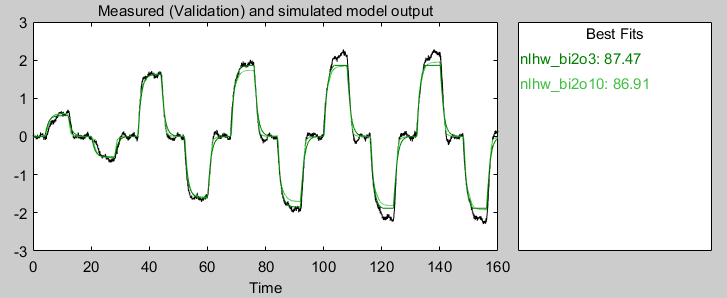 Measured (Validation) and simulated model output
3
2
1
0
-1
-2
-3
0 20 40 60 80 100 120 140 160
Time
Best Fits
nlhw_bi2o3: 87.47
nlhw_bi2o10: 86.91